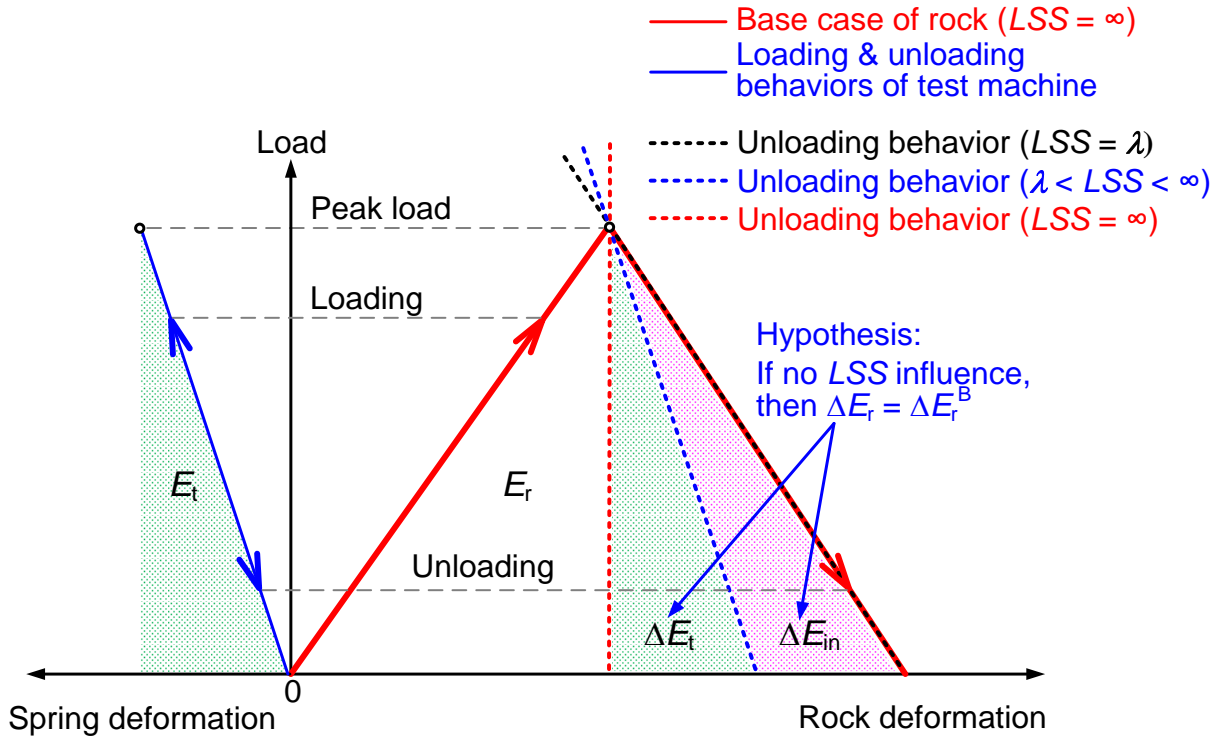 Base case of rock (LSS = ∞)
Loading & unloading
behaviors of test machine
Unloading behavior (LSS = λ)
Unloading behavior (λ < LSS < ∞)
Unloading behavior (LSS = ∞)
Load
Peak load
Loading
Hypothesis:
If no LSS influence,
then ΔEᵣ = ΔEᵣᴮ
Eₜ
Eᵣ
Unloading
ΔEₜ
ΔEᵢₙ
0
Spring deformation
Rock deformation